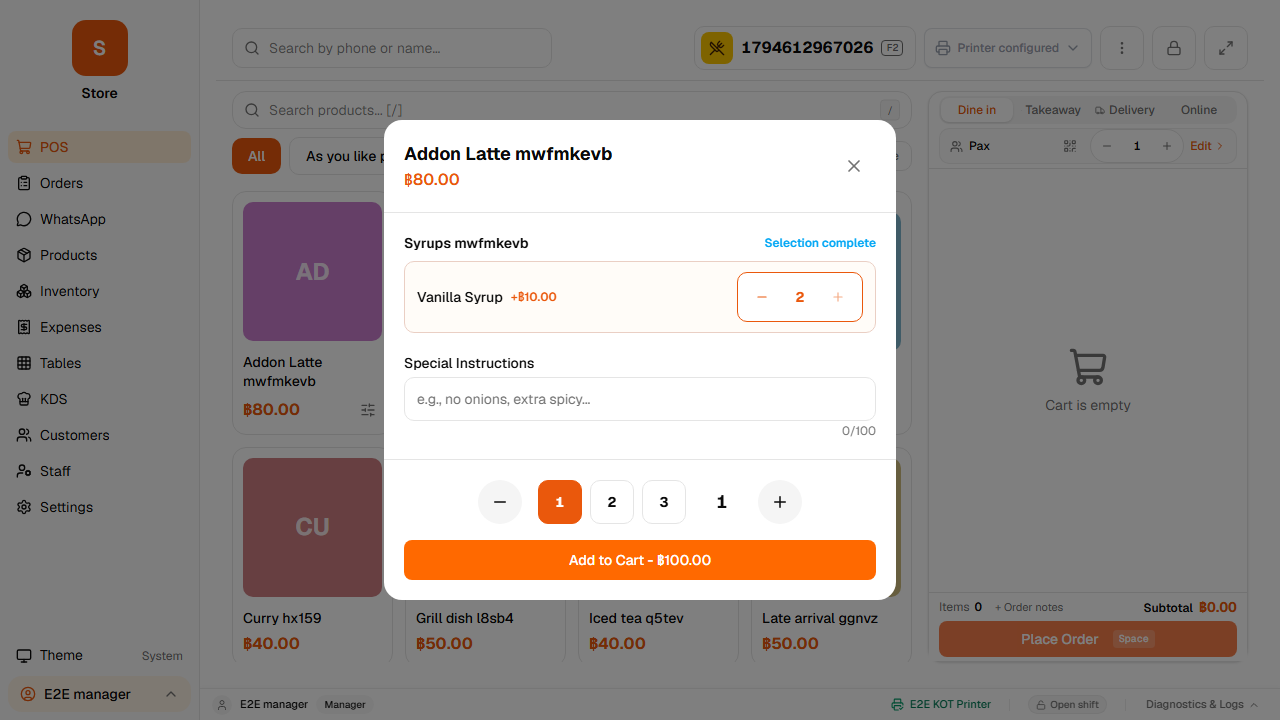 S
Store
POS
Orders
WhatsApp
Products
Inventory
Expenses
Tables
KDS
Customers
Staff
Settings
Theme System
E2E manager
Search by phone or name...
1794612967026 F2
Printer configured
Search products... [/] /
All
As you like
AD
Addon Latte
mwfmkevb
฿80.00
CU
Curry hx159
฿40.00
Grill dish l8sb4
฿50.00
Iced tea q5tev
฿40.00
Late arrival ggnvz
฿50.00
Addon Latte mwfmkevb
฿80.00
Syrups mwfmkevb Selection complete
Vanilla Syrup +฿10.00 2
Special Instructions
e.g., no onions, extra spicy...
0/100
1 2 3 1
Add to Cart - ฿100.00
Dine in Takeaway Delivery Online
Pax 1 Edit
Cart is empty
Items 0 + Order notes Subtotal ฿0.00
Place Order Space
E2E manager Manager E2E KOT Printer Open shift Diagnostics & Logs